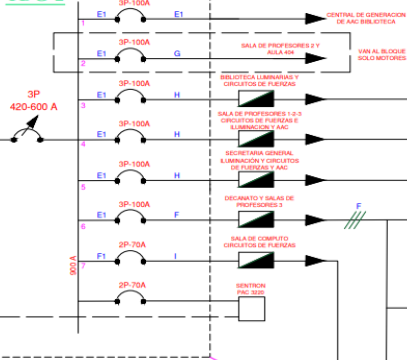 3P-100A
E1
E1
CENTRAL DE GENERACION
DE AAC BIBLIOTECA
1
3P-100A
E1
G
SALA DE PROFESORES 2 Y
AULA 404
VAN AL BLOQUE
SOLO MOTORES
2
3P-100A
E1
H
BIBLIOTECA LUMINARIAS Y
CIRCUITOS DE FUERZAS
3
3P
420-600 A
3P-100A
E1
H
SALA DE PROFESORES 1-2-3
CIRCUITOS DE FUERZAS E
ILUMINACION Y AAC
4
3P-100A
E1
H
SECRETARIA GENERAL
ILUMINACIÓN Y CIRCUITOS
DE FUERZAS Y AAC
5
3P-100A
E1
F
DECANATO Y SALAS DE
PROFESORES 3
F
6
2P-70A
F1
I
SALA DE COMPUTO
CIRCUITOS DE FUERZAS
7
900 A
2P-70A
SENTRON
PAC 3220